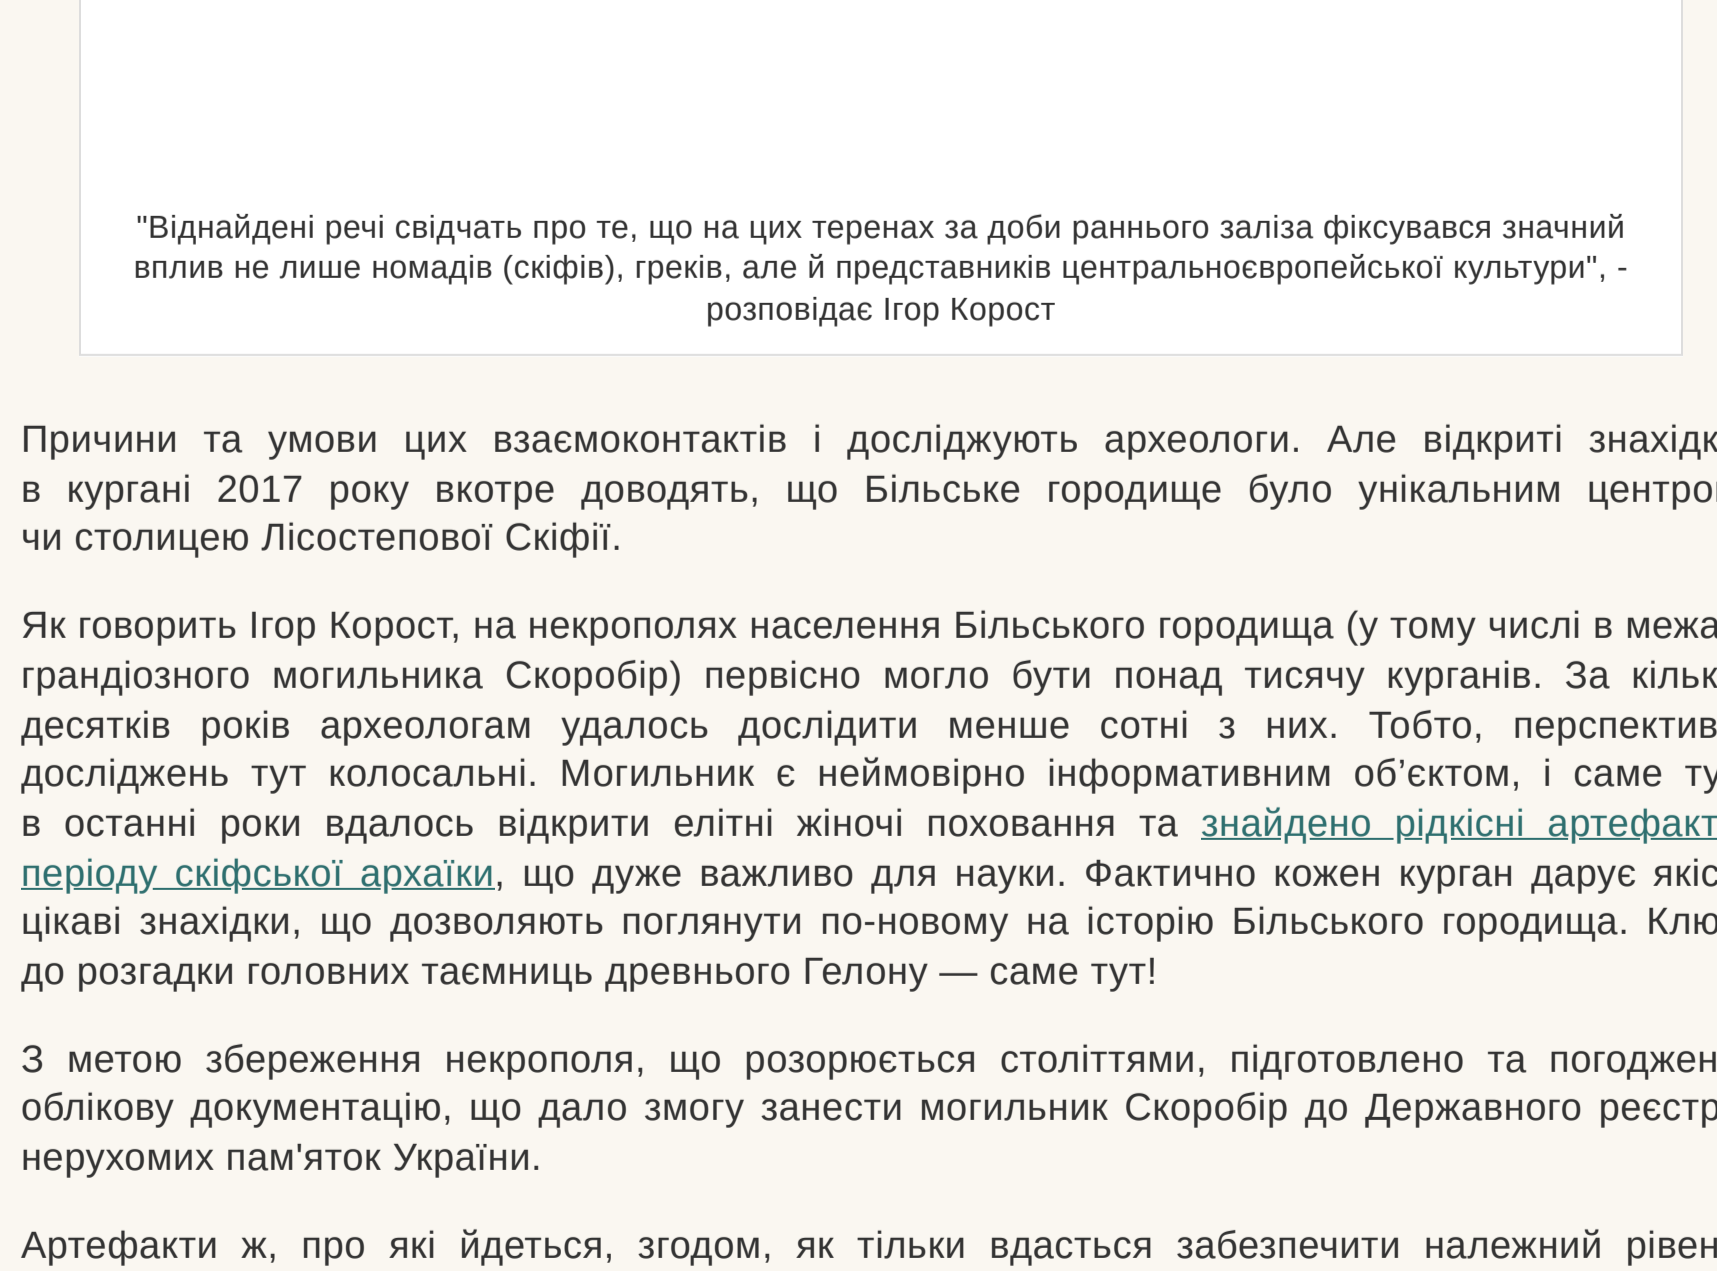 "Віднайдені речі свідчать про те, що на цих теренах за доби раннього заліза фіксувався значний
вплив не лише номадів (скіфів), греків, але й представників центральноєвропейської культури", -
розповідає Ігор Корост
Причини та умови цих взаємоконтактів і досліджують археологи. Але відкриті
в кургані 2017 року вкотре доводять, що Більське городище було унікальним
чи столицею Лісостепової Скіфії.
Як говорить Ігор Корост, на некрополях населення Більського городища (у тому числі в
грандіозного могильника Скоробір) первісно могло бути понад тисячу курганів. За
десятків років археологам удалось дослідити менше сотні з них. Тобто,
досліджень тут колосальні. Могильник є неймовірно інформативним об’єктом, і саме
в останні роки вдалось відкрити елітні жіночі поховання та знайдено рідкісні
періоду скіфської архаїки, що дуже важливо для науки. Фактично кожен курган дарує
цікаві знахідки, що дозволяють поглянути по-новому на історію Більського городища.
до розгадки головних таємниць древнього Гелону — саме тут!
З метою збереження некрополя, що розорюється століттями, підготовлено та
облікову документацію, що дало змогу занести могильник Скоробір до Державного
нерухомих пам'яток України.
Артефакти ж, про які йдеться, згодом, як тільки вдасться забезпечити належний